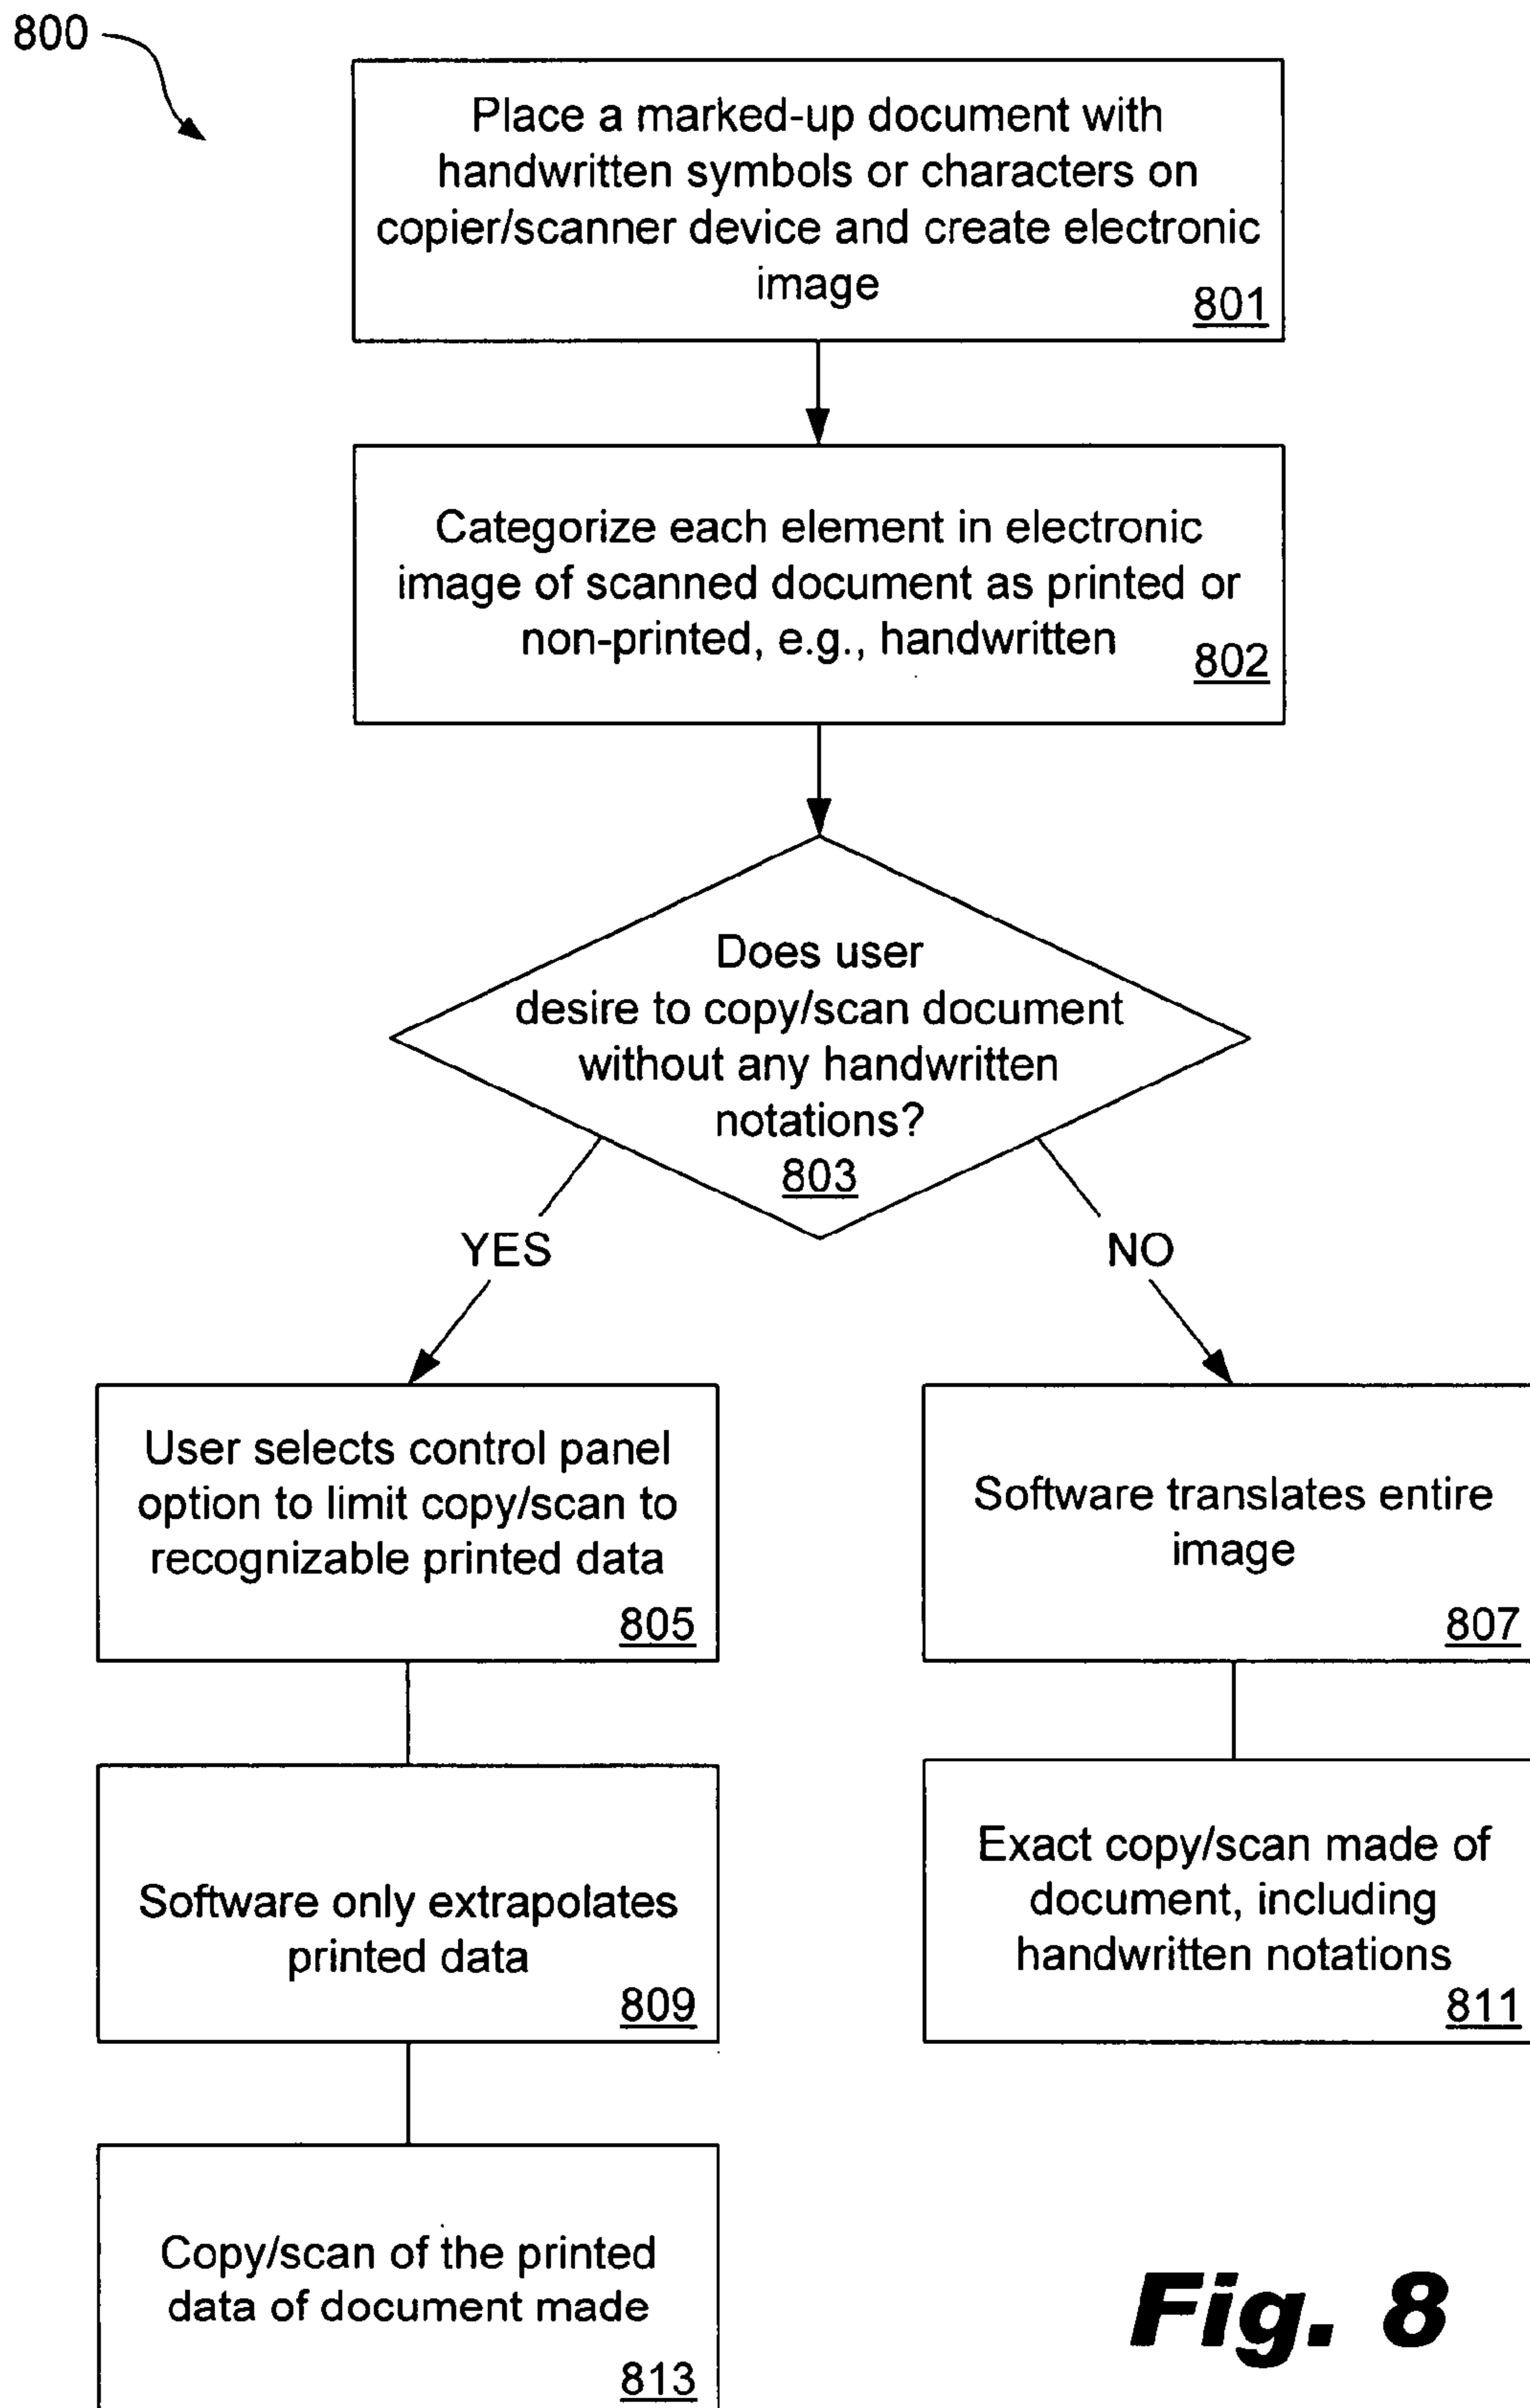 800
Place a marked-up document with
handwritten symbols or characters on
copier/scanner device and create electronic
image
801
Categorize each element in electronic
image of scanned document as printed or
non-printed, e.g., handwritten
802
Does user
desire to copy/scan document
without any handwritten
notations?
803
YES
NO
User selects control panel
option to limit copy/scan to
recognizable printed data
805
Software translates entire
image
807
Software only extrapolates
printed data
809
Exact copy/scan made of
document, including
handwritten notations
811
Copy/scan of the printed
data of document made
813
Fig. 8